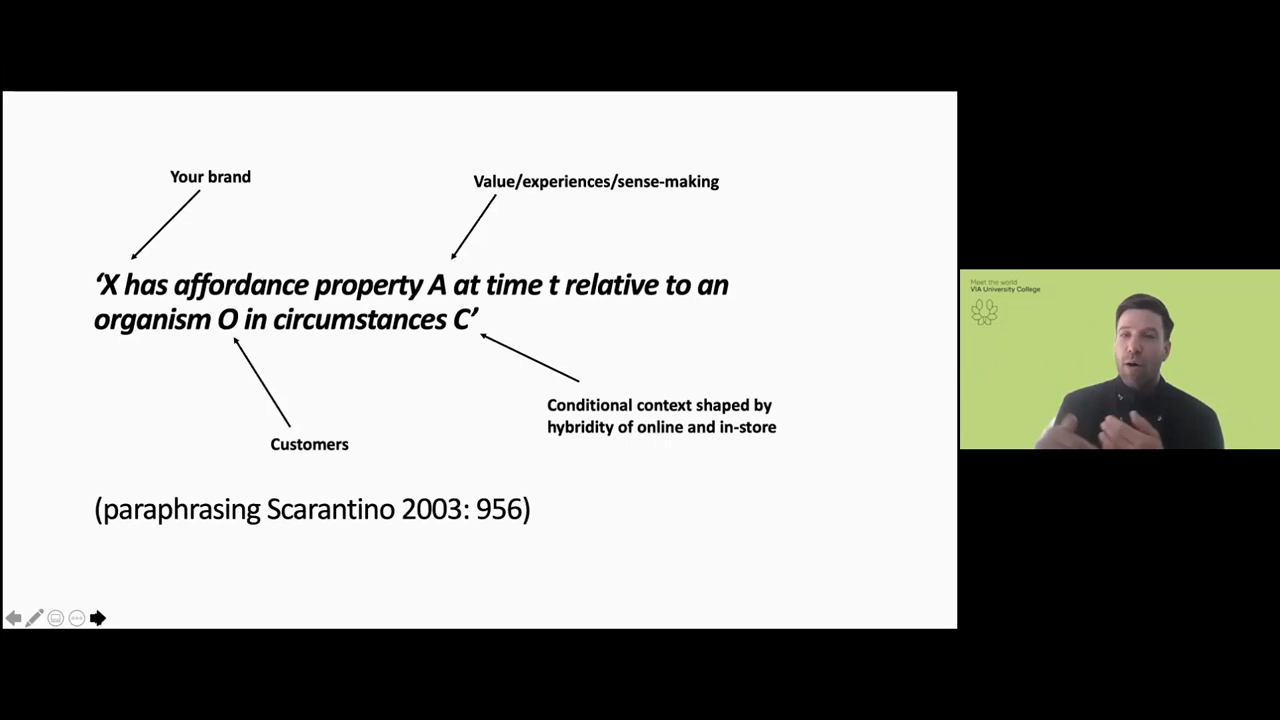 Your brand
Value/experiences/sense-making
‘X has affordance property A at time t relative to an
organism O in circumstances C’
Conditional context shaped by
hybridity of online and in-store
Customers
(paraphrasing Scarantino 2003: 956)
Meet the world
VIA University College